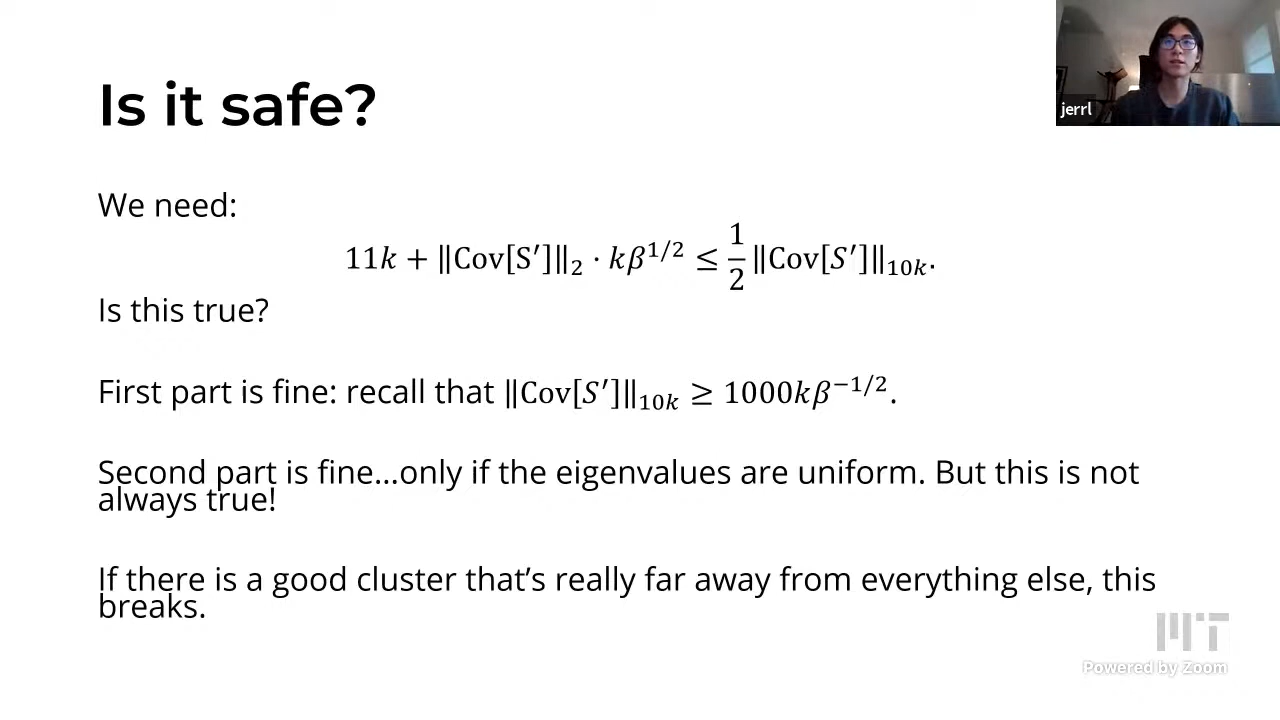 Is it safe?
jerrl
We need:
11k + ‖Cov[S′]‖₂ · kβ^{1/2} ≤ \frac{1}{2} ‖Cov[S′]‖_{10k}.
Is this true?
First part is fine: recall that ‖Cov[S′]‖_{10k} ≥ 1000kβ^{−1/2}.
Second part is fine...only if the eigenvalues are uniform. But this is not
always true!
If there is a good cluster that’s really far away from everything else, this
breaks.
MIT
Powered by Zoom